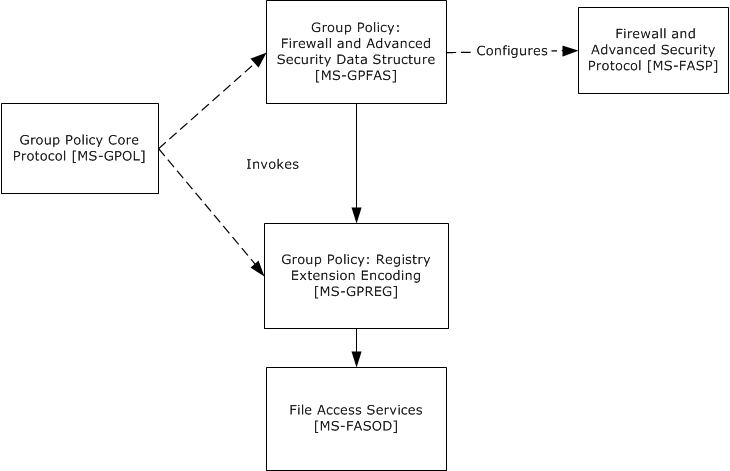 Group Policy:
Firewall and Advanced
Security Data Structure
[MS-GPFAS]
Configures
Firewall and
Advanced Security
Protocol [MS-FASP]
Group Policy Core
Protocol [MS-GPOL]
Invokes
Group Policy: Registry
Extension Encoding
[MS-GPREG]
File Access Services
[MS-FASOD]